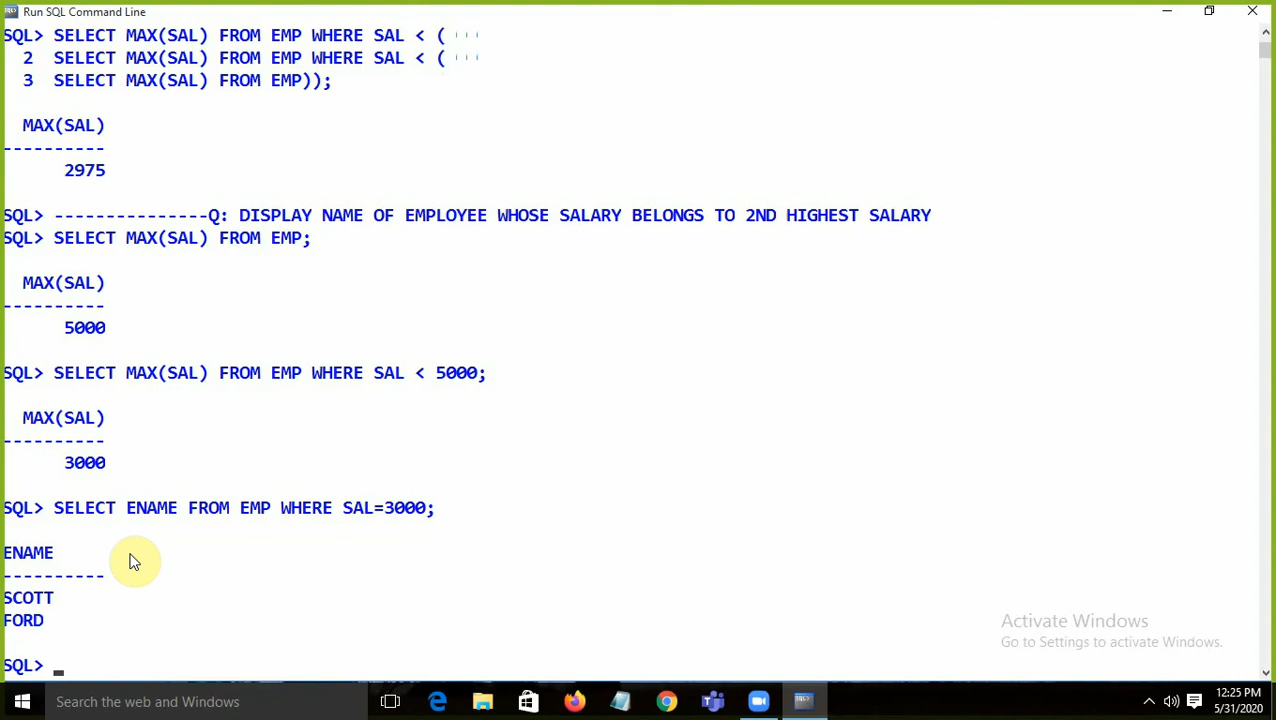 Run SQL Command Line
SQL> SELECT MAX(SAL) FROM EMP WHERE SAL < (
2 SELECT MAX(SAL) FROM EMP WHERE SAL < (
3 SELECT MAX(SAL) FROM EMP));
MAX(SAL)
----------
2975
SQL> ---------------Q: DISPLAY NAME OF EMPLOYEE WHOSE SALARY BELONGS TO 2ND HIGHEST SALARY
SQL> SELECT MAX(SAL) FROM EMP;
MAX(SAL)
----------
5000
SQL> SELECT MAX(SAL) FROM EMP WHERE SAL < 5000;
MAX(SAL)
----------
3000
SQL> SELECT ENAME FROM EMP WHERE SAL=3000;
ENAME
----------
SCOTT
FORD
SQL>
Activate Windows
Go to Settings to activate Windows.
Search the web and Windows
12:25 PM
5/31/2020